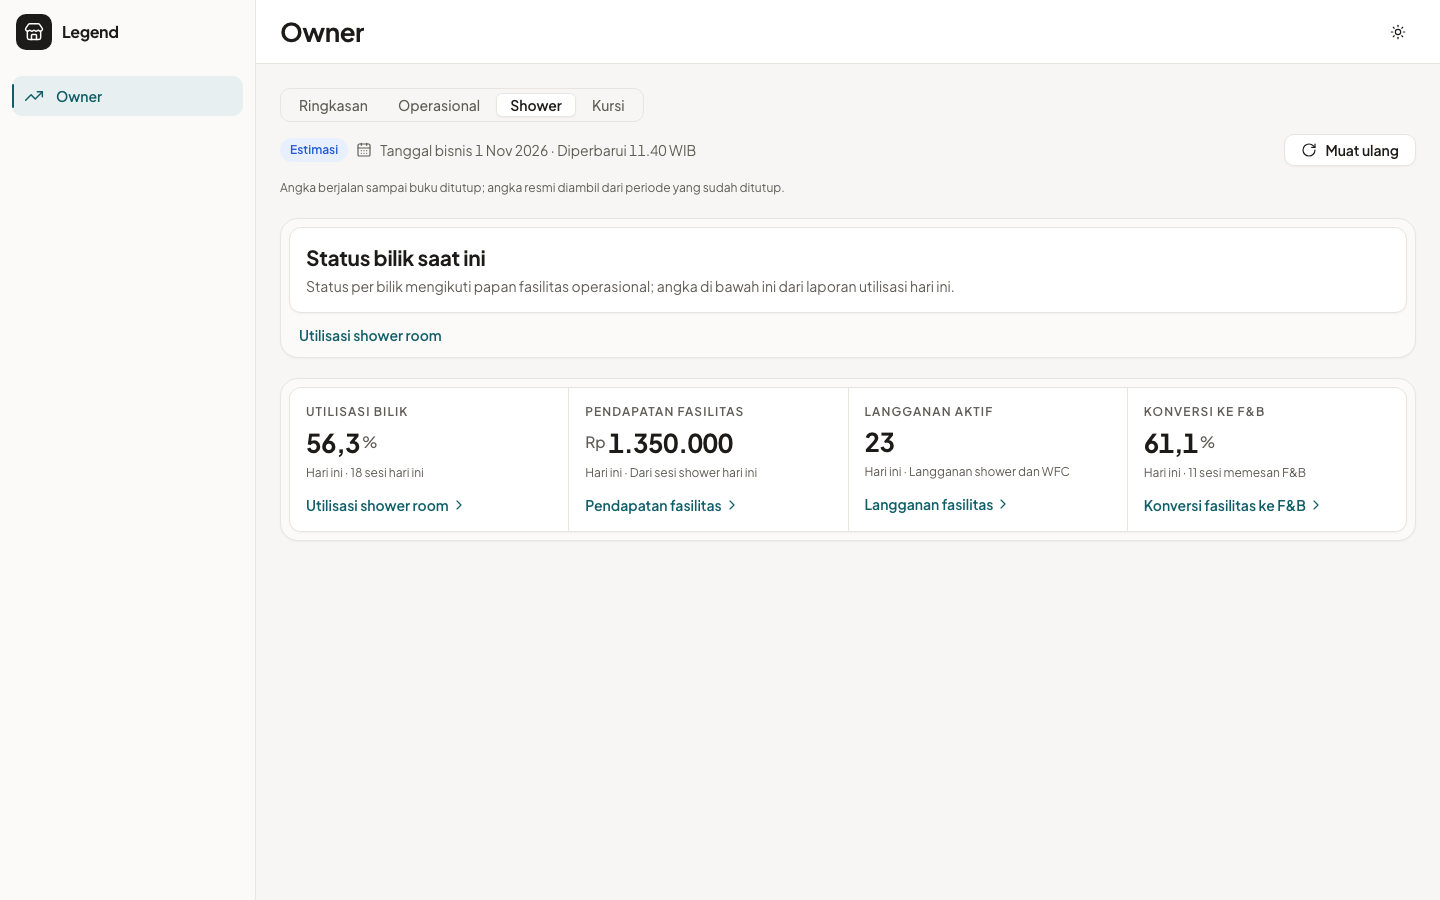 Legend
Owner
Owner
Ringkasan
Operasional
Shower
Kursi
Estimasi
Tanggal bisnis 1 Nov 2026 · Diperbarui 11.40 WIB
Muat ulang
Angka berjalan sampai buku ditutup; angka resmi diambil dari periode yang sudah ditutup.
Status bilik saat ini
Status per bilik mengikuti papan fasilitas operasional; angka di bawah ini dari laporan utilisasi hari ini.
Utilisasi shower room
UTILISASI BILIK
56,3 %
Hari ini · 18 sesi hari ini
Utilisasi shower room
PENDAPATAN FASILITAS
Rp 1.350.000
Hari ini · Dari sesi shower hari ini
Pendapatan fasilitas
LANGGANAN AKTIF
23
Hari ini · Langganan shower dan WFC
Langganan fasilitas
KONVERSI KE F&B
61,1 %
Hari ini · 11 sesi memesan F&B
Konversi fasilitas ke F&B